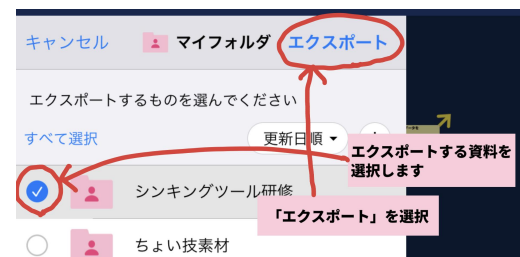 キャンセル マイフォルダ エクスポート
エクスポートするものを選んでください
すべて選択 更新日順
エクスポートする資料を
選択します
シンキングツール研修
「エクスポート」を選択
ちょい技素材